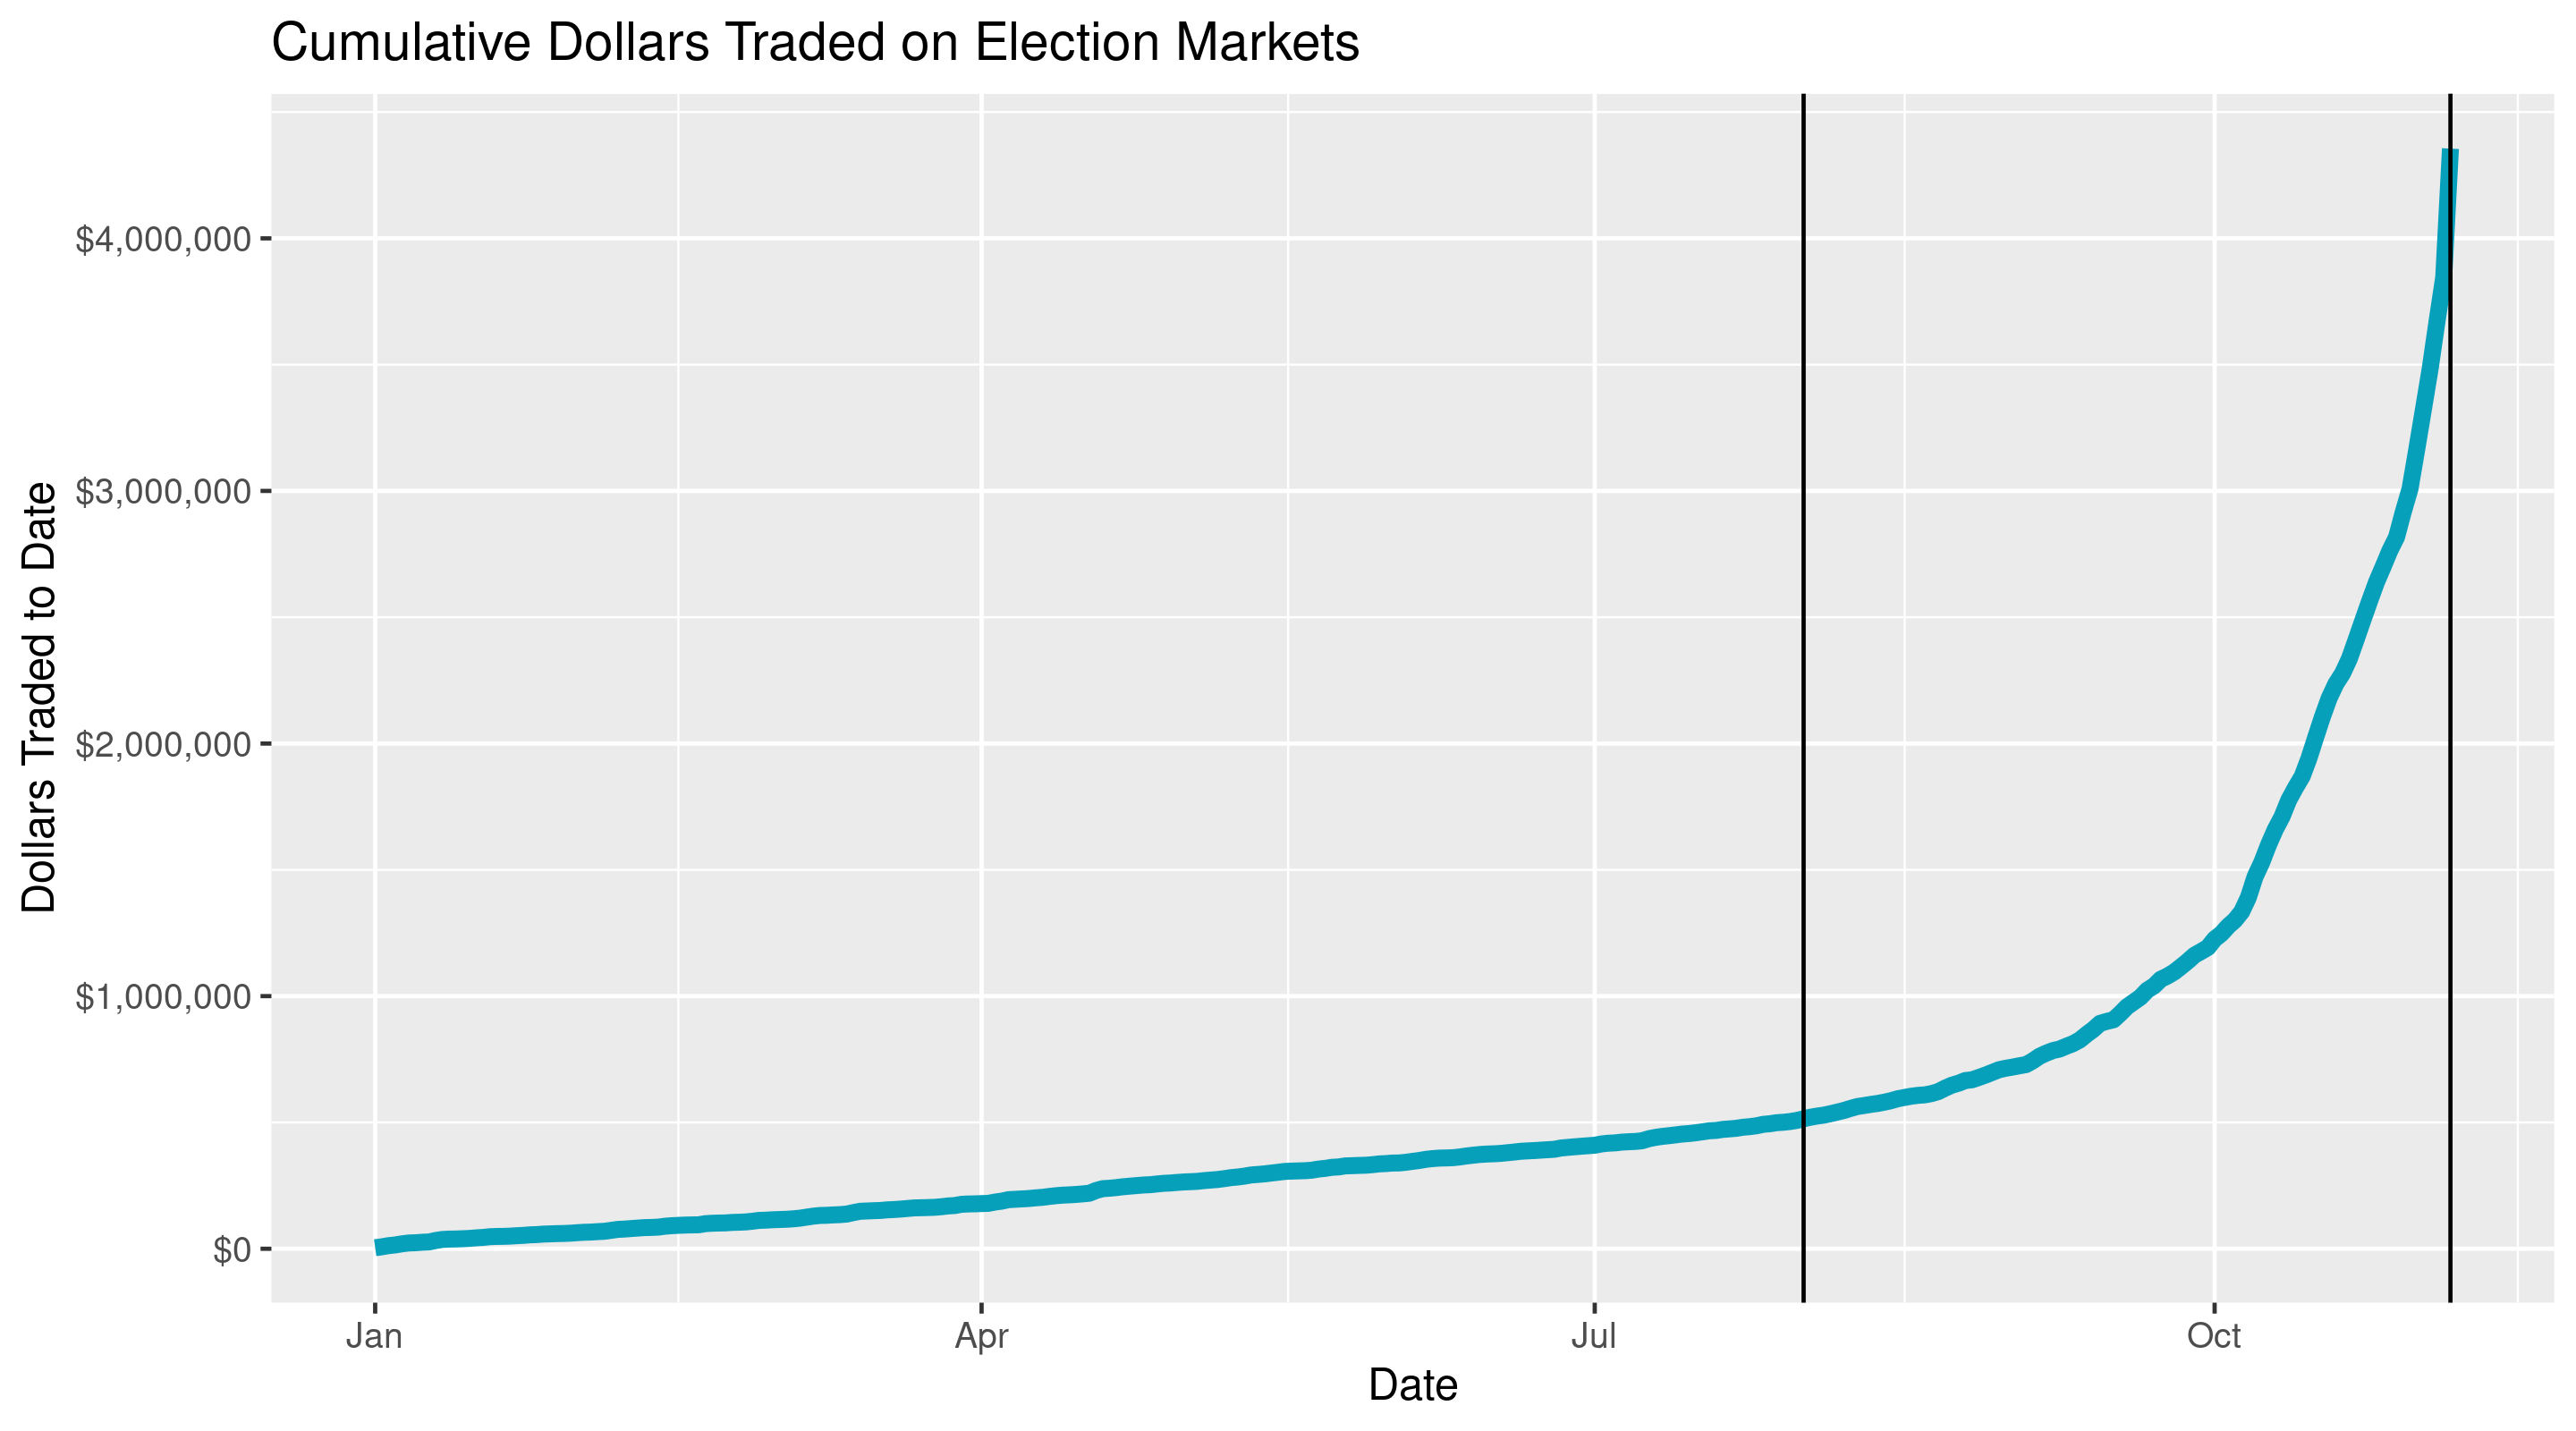 Cumulative Dollars Traded on Election Markets
Dollars Traded to Date
$4,000,000
$3,000,000
$2,000,000
$1,000,000
$0
Jan
Apr
Jul
Oct
Date